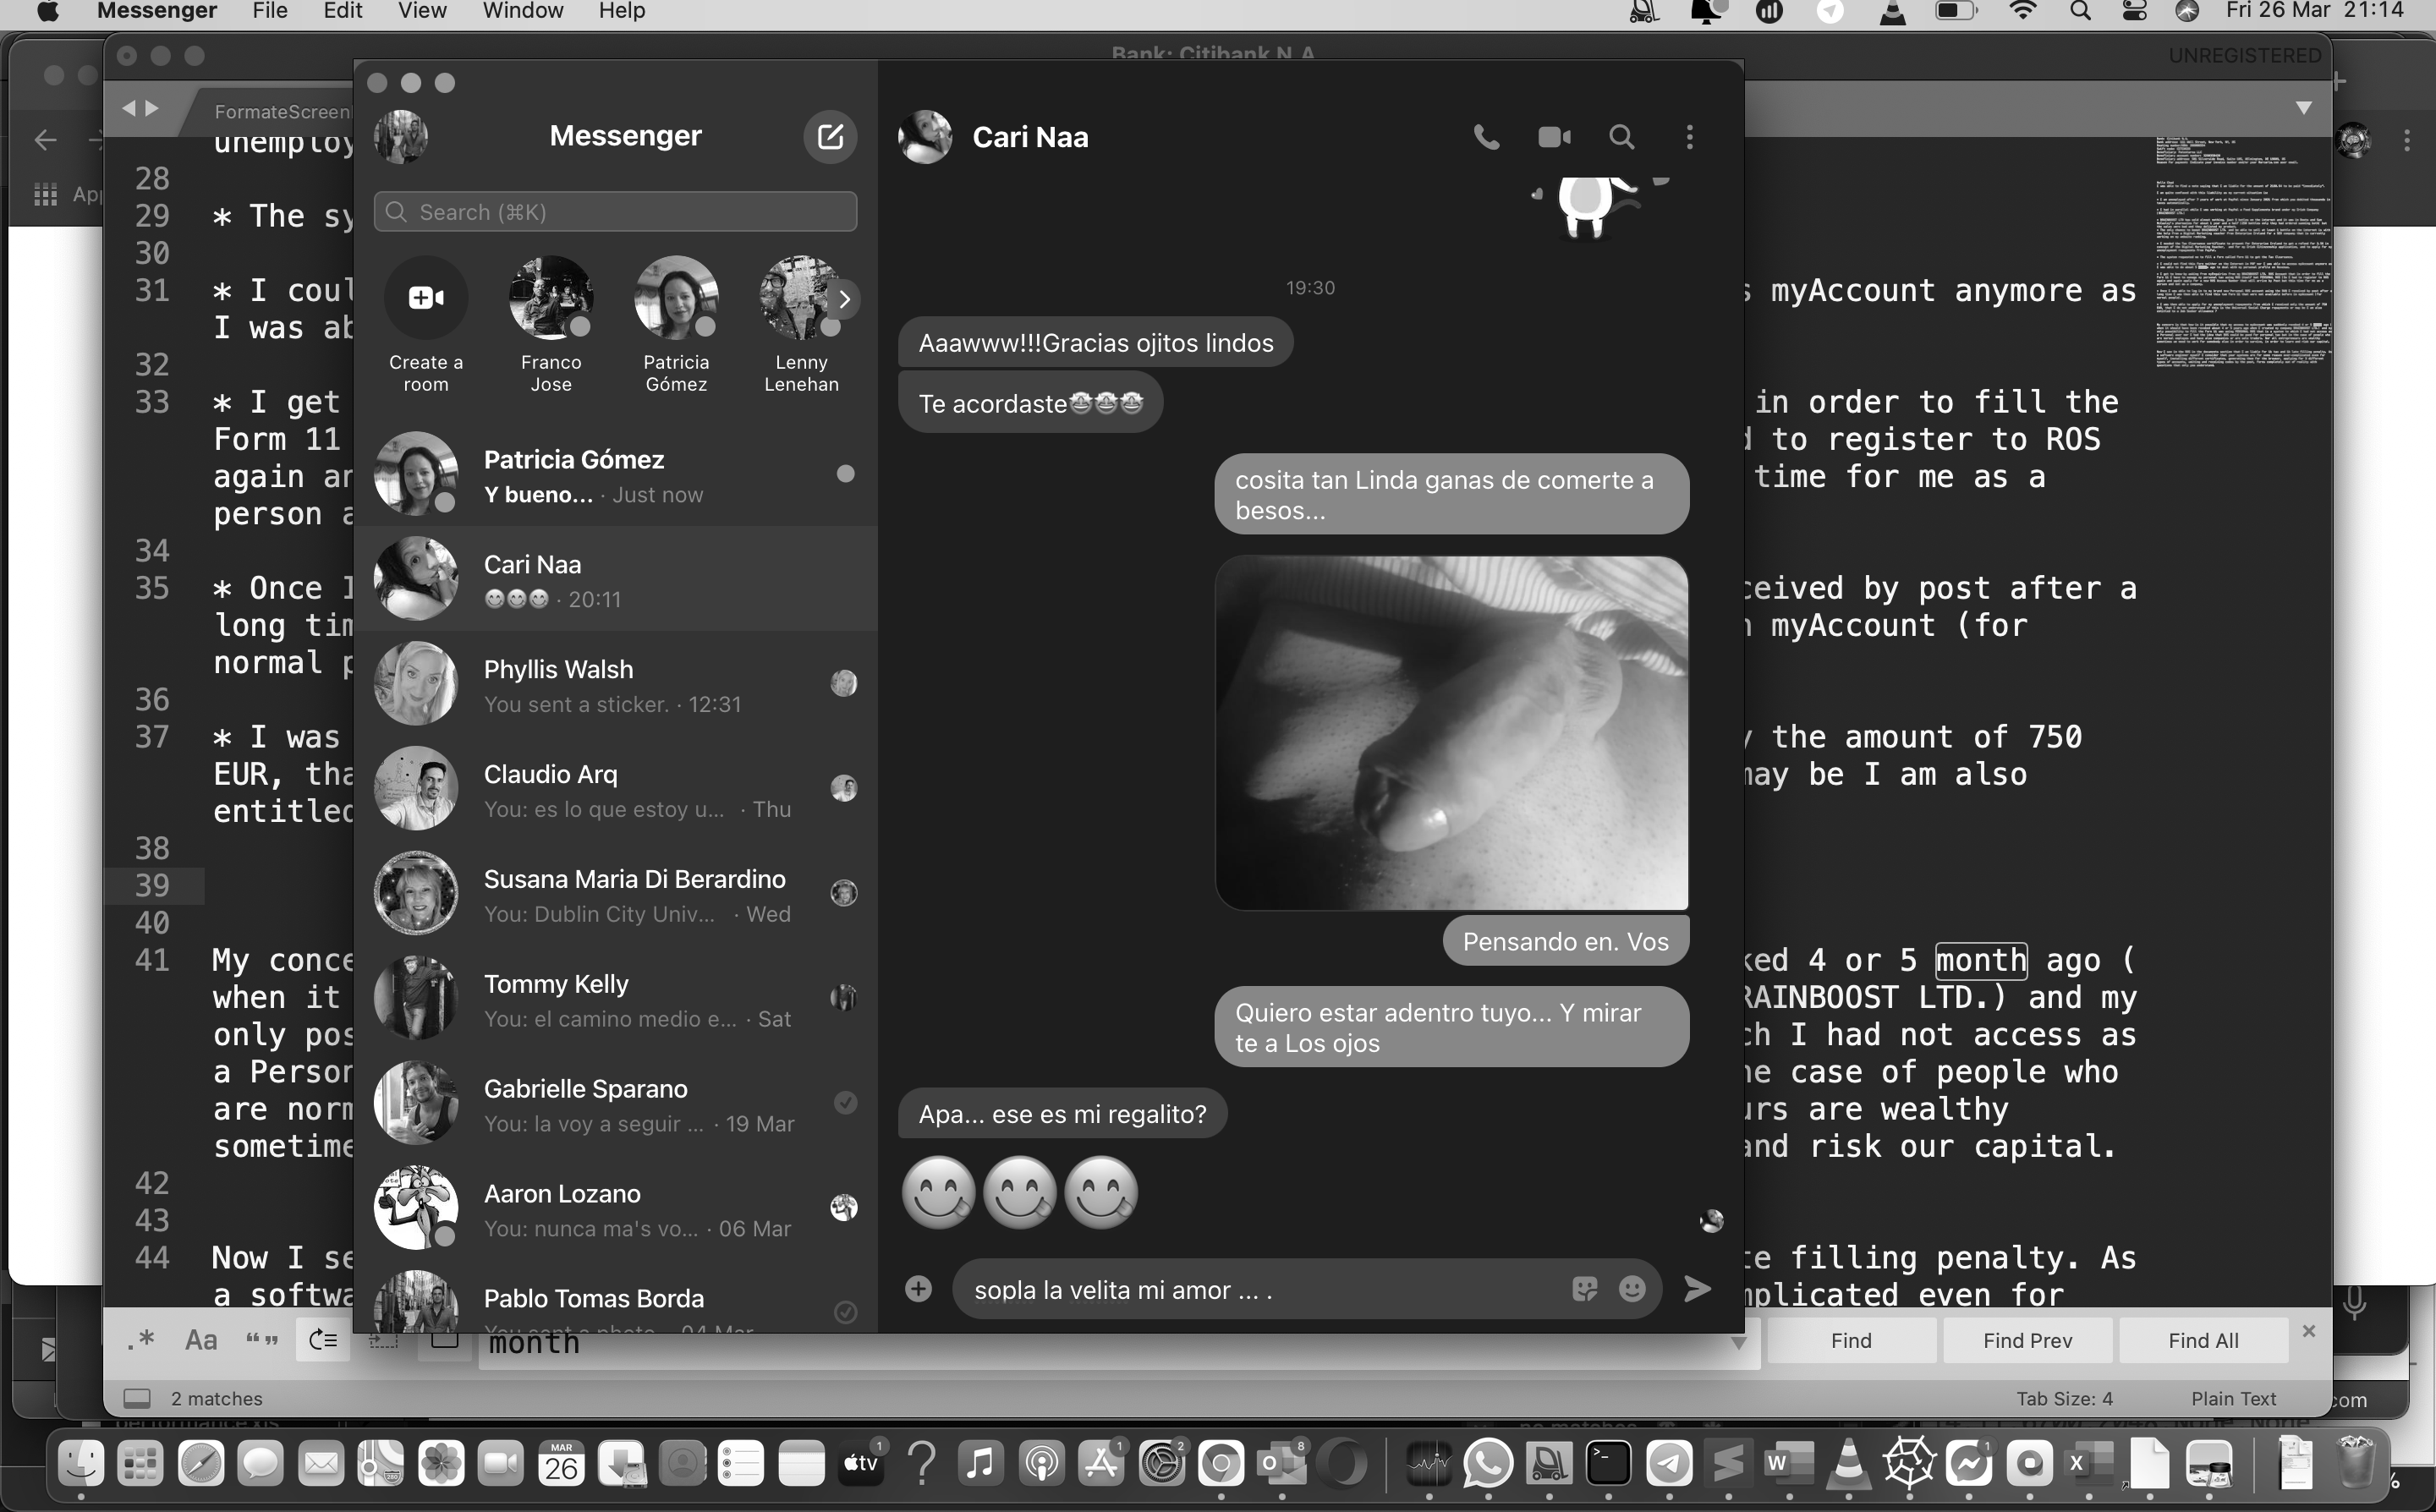 Messenger File Edit View Window Help
Fri 26 Mar 21:14
Bank: Citibank N.A.
UNREGISTERED
FormateScreen
Messenger
Search (⌘K)
Create a room
Franco Jose
Patricia Gómez
Lenny Lenehan
Patricia Gómez
Y bueno... · Just now
Cari Naa
😋😋😋 · 20:11
Phyllis Walsh
You sent a sticker. · 12:31
Claudio Arq
You: es lo que estoy u... · Thu
Susana Maria Di Berardino
You: Dublin City Univ... · Wed
Tommy Kelly
You: el camino medio e... · Sat
Gabrielle Sparano
You: la voy a seguir ... · 19 Mar
Aaron Lozano
You: nunca ma's vo... · 06 Mar
Pablo Tomas Borda
You sent a photo. · 04 Mar
Cari Naa
19:30
Aaawww!!!Gracias ojitos lindos
Te acordaste🤩🤩🤩
cosita tan Linda ganas de comerte a
besos...
Pensando en. Vos
Quiero estar adentro tuyo... Y mirar
te a Los ojos
Apa... ese es mi regalito?
😋😋😋
sopla la velita mi amor ... .
unemploy
28
29 * The sy
30
31 * I coul
s myAccount anymore as
I was ab
32
33 * I get
in order to fill the
Form 11
d to register to ROS
again an
time for me as a
person a
34
35 * Once I
ceived by post after a
long tim
n myAccount (for
normal p
36
37 * I was
y the amount of 750
EUR, tha
may be I am also
entitled
38
39
40
41 My conce
ked 4 or 5 month ago (
when it
RAINBOOST LTD.) and my
only pos
ch I had not access as
a Person
he case of people who
are norm
urs are wealthy
sometime
and risk our capital.
42
43
44 Now I se
te filling penalty. As
a softwa
mplicated even for
.* Aa “ ”
month
Find
Find Prev
Find All
2 matches
Tab Size: 4
Plain Text
com
MAR
26
tv